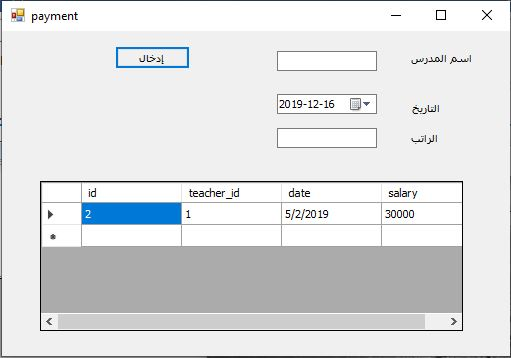 payment
إدخال
اسم المدرس
2019-12-16
التاريخ
الراتب
id teacher_id date salary
2 1 5/2/2019 30000